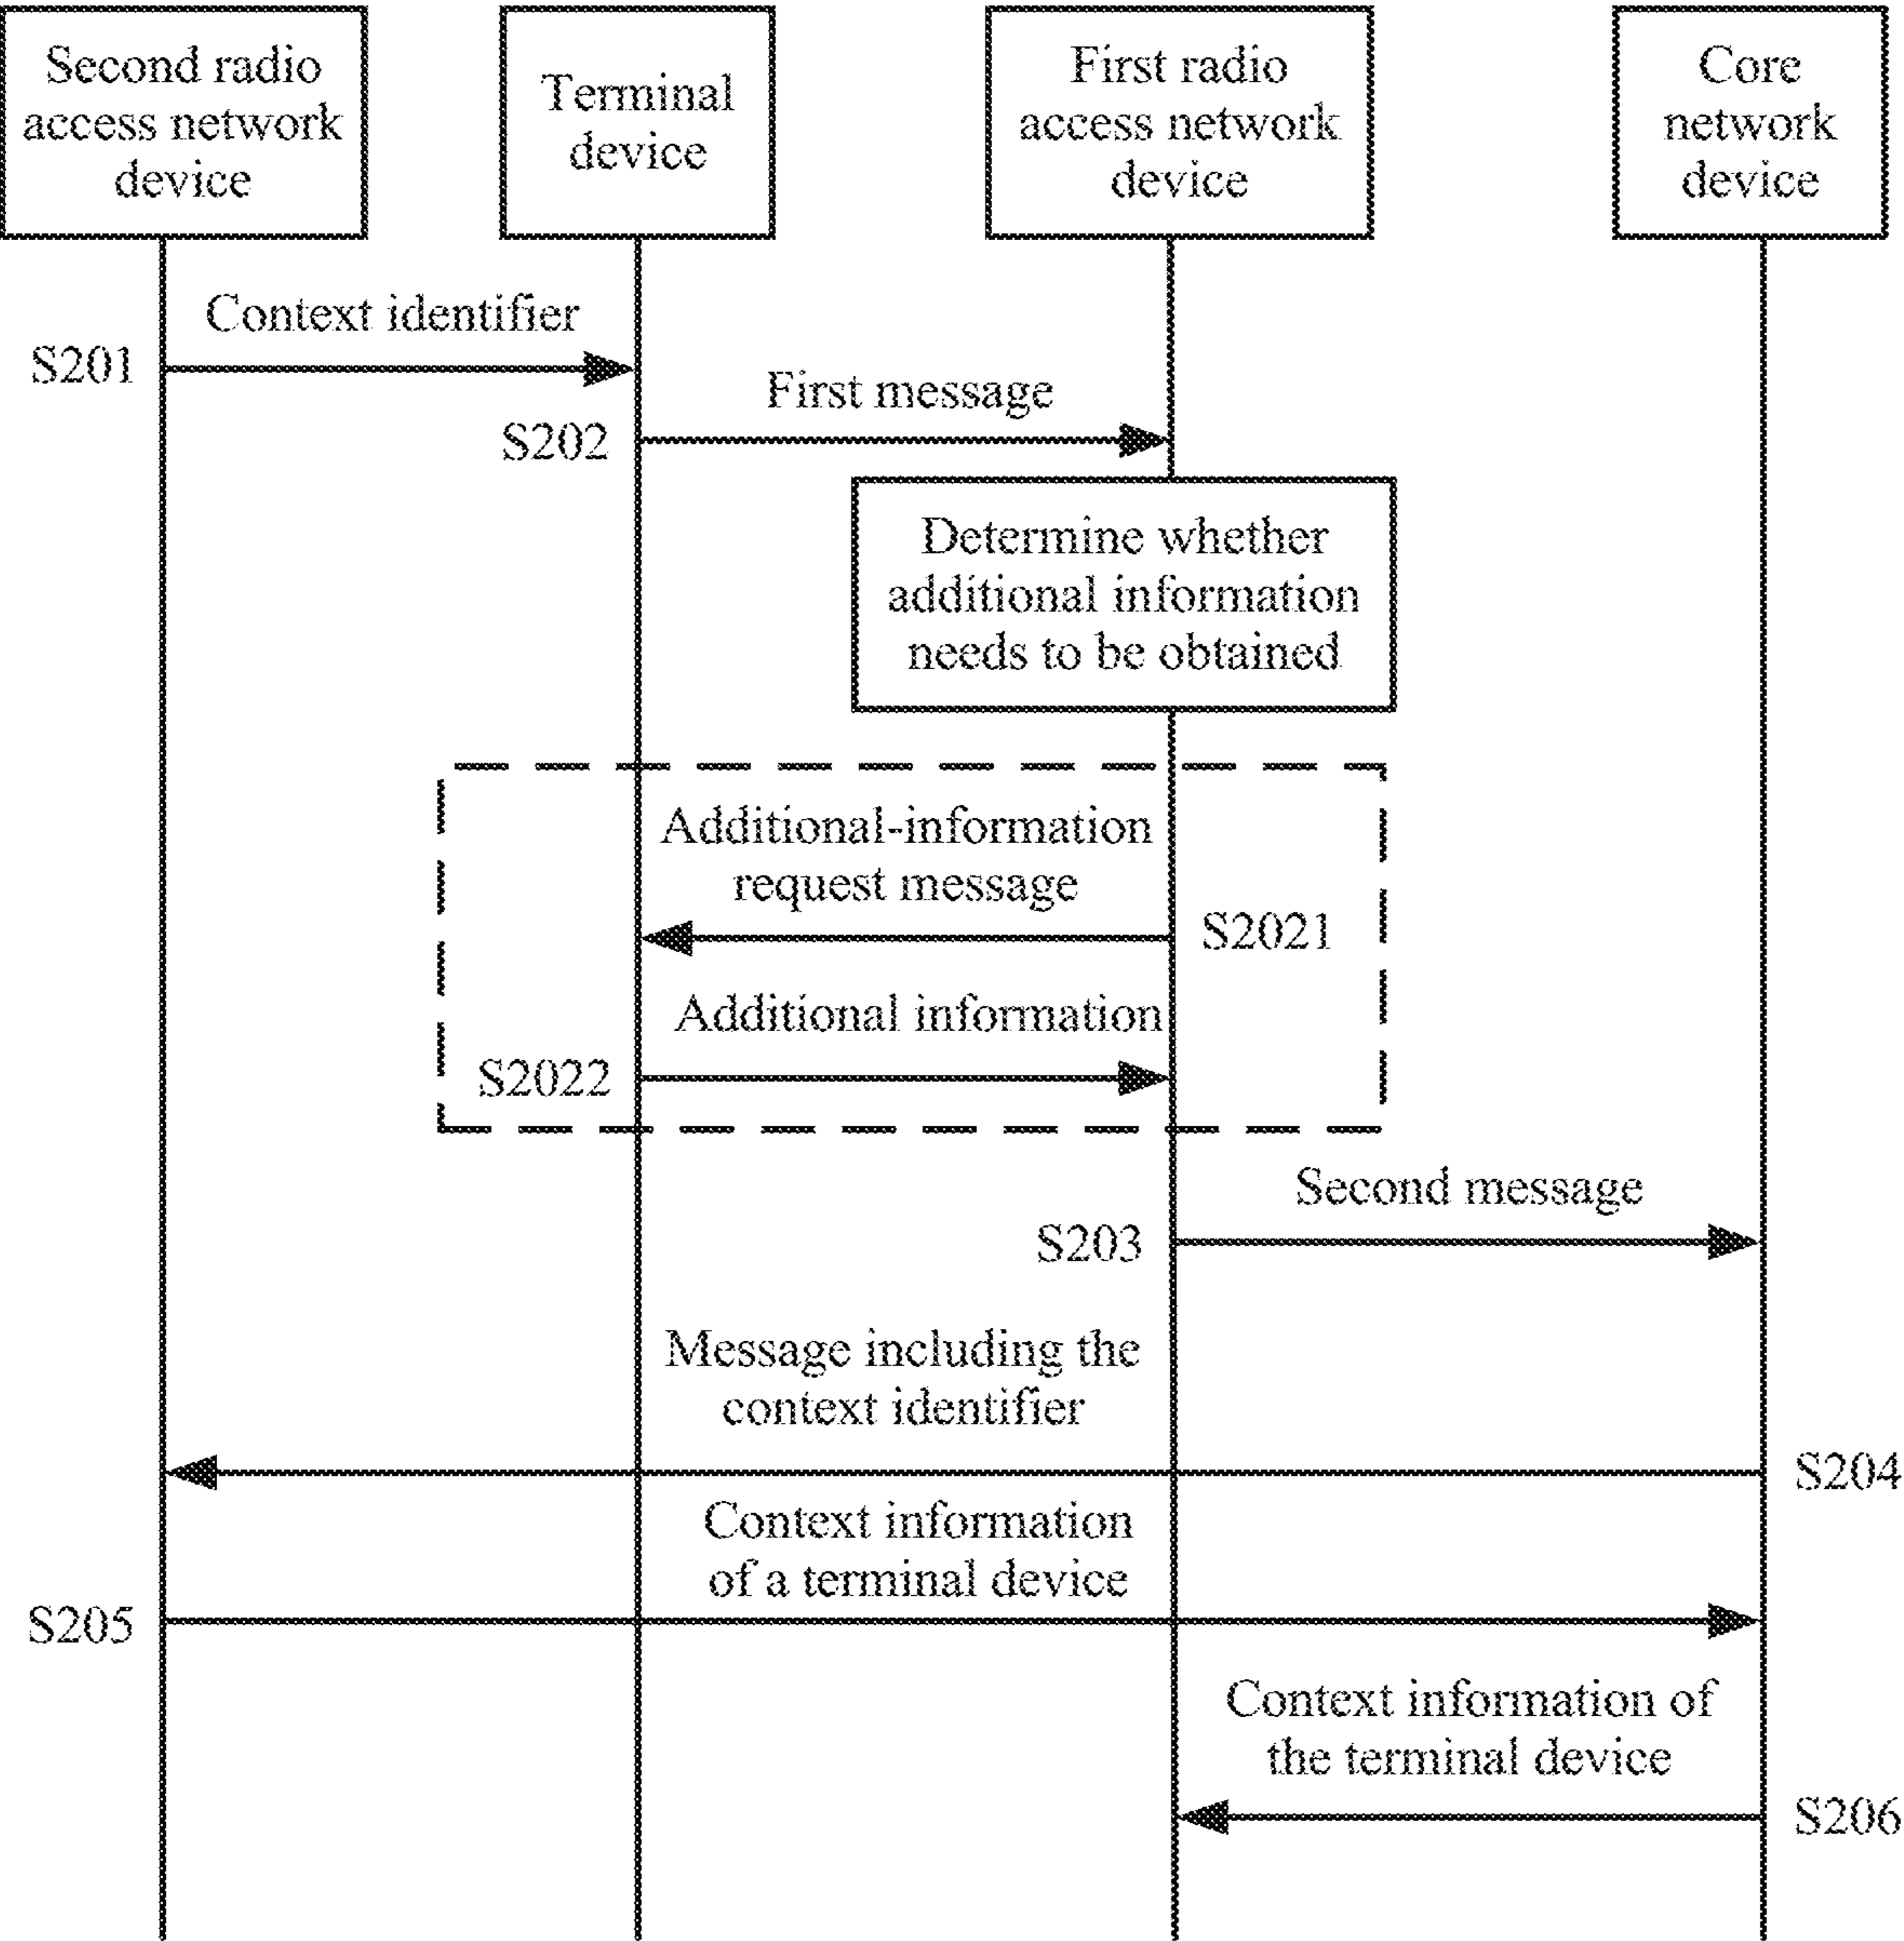 Second radio
access network
device
Terminal
device
First radio
access network
device
Core
network
device
Context identifier
S201
First message
S202
Determine whether
additional information
needs to be obtained
Additional-information
request message
S2021
Additional information
S2022
Second message
S203
Message including the
context identifier
S204
Context information
of a terminal device
S205
Context information of
the terminal device
S206